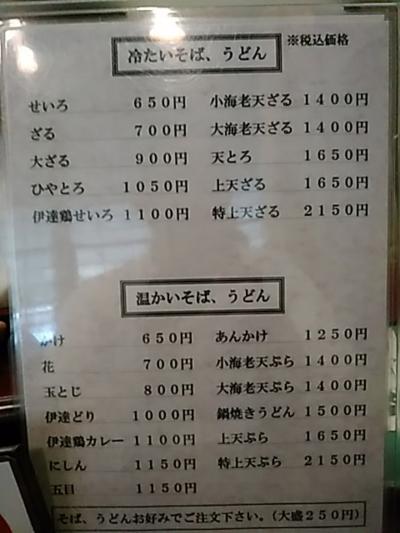 冷たいそば、うどん ※税込価格
せいろ 650円 小海老天ざる 1400円
ざる 700円 大海老天ざる 1400円
大ざる 900円 天とろ 1650円
ひやとろ 1050円 上天ざる 1650円
伊達鶏せいろ 1100円 特上天ざる 2150円
温かいそば、うどん
かけ 650円 あんかけ 1250円
花 700円 小海老天ぷら 1400円
玉とじ 800円 大海老天ぷら 1400円
伊達どり 1000円 鍋焼きうどん 1500円
伊達鶏カレー 1100円 上天ぷら 1650円
にしん 1150円 特上天ぷら 2150円
五目 1150円
そば、うどんお好みでご注文下さい。(大盛250円)